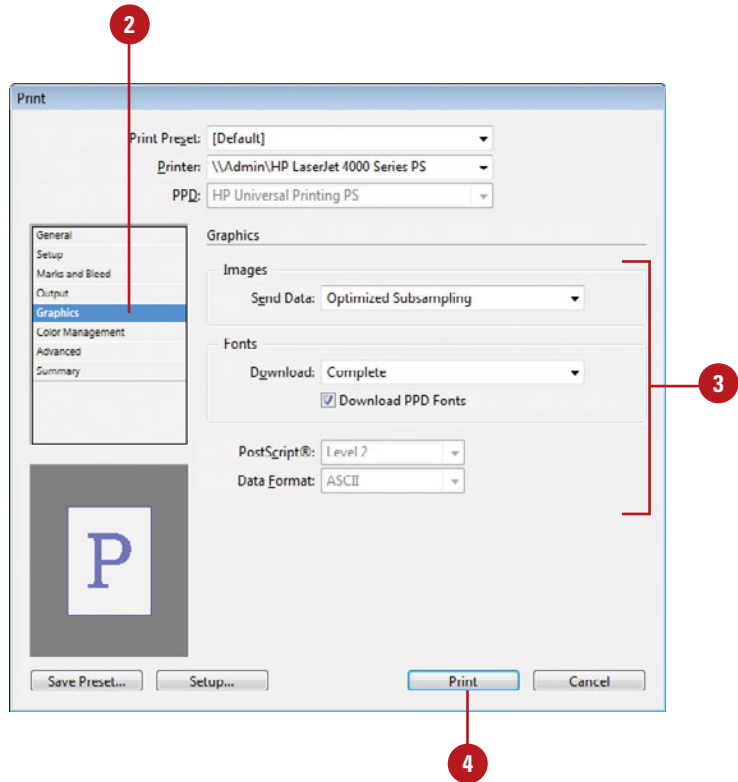 2
Print
Print Preset: [Default]
Printer: \\Admin\HP LaserJet 4000 Series PS
PPD: HP Universal Printing PS
General
Setup
Marks and Bleed
Output
Graphics
Color Management
Advanced
Summary
Graphics
Images
Send Data: Optimized Subsampling
Fonts
Download: Complete
Download PPD Fonts
PostScript®: Level 2
Data Format: ASCII
3
P
Save Preset... Setup... Print Cancel
4